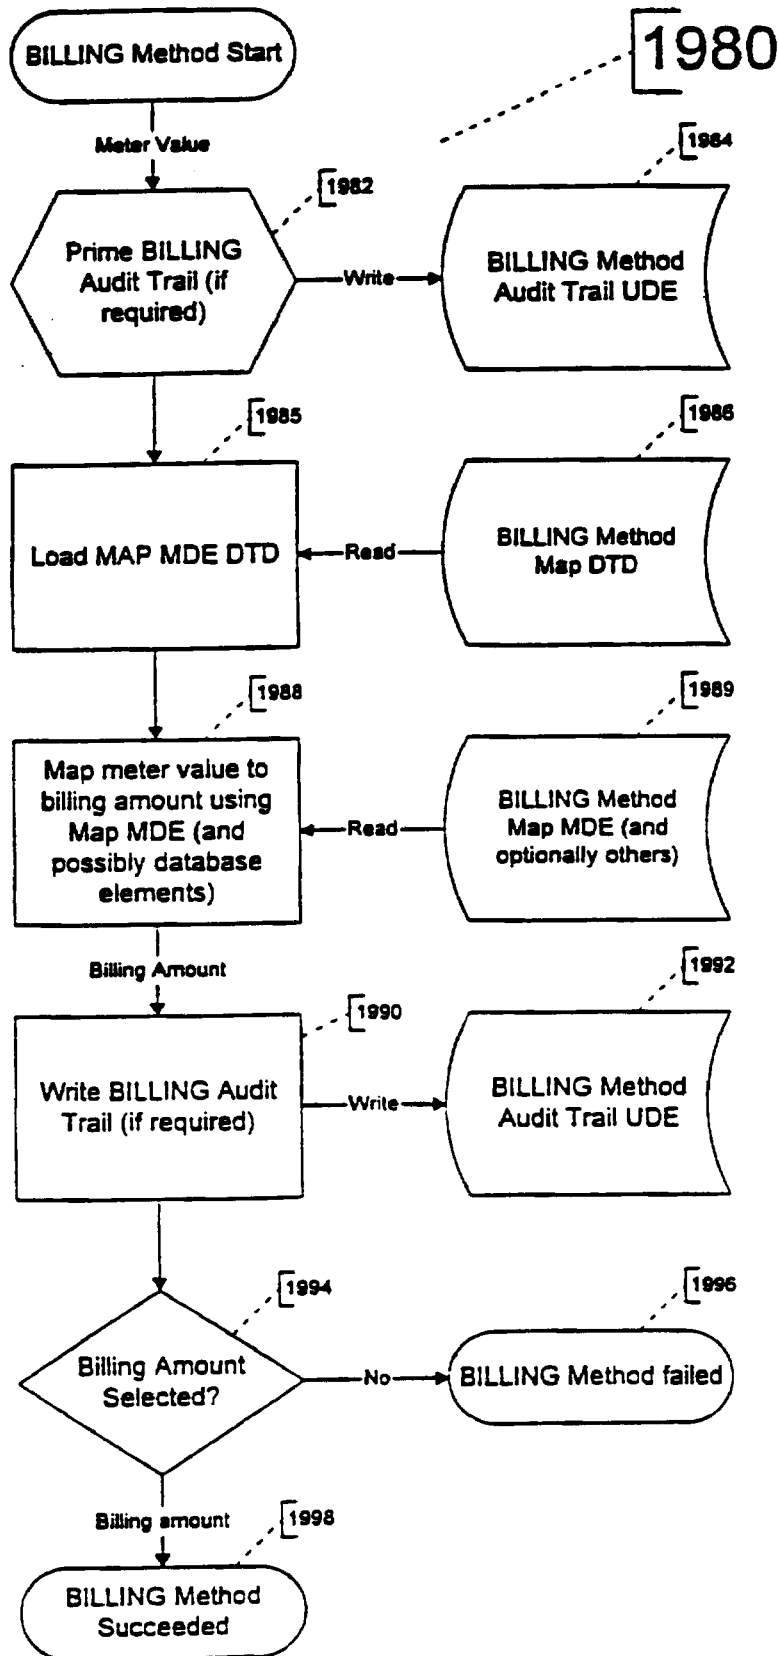 BILLING Method Start
1980
Meter Value
1982
1984
Prime BILLING
Audit Trail (if
required)
Write
BILLING Method
Audit Trail UDE
1985
1986
Load MAP MDE DTD
Read
BILLING Method
Map DTD
1988
1989
Map meter value to
billing amount using
Map MDE (and
possibly database
elements)
Read
BILLING Method
Map MDE (and
optionally others)
Billing Amount
1990
1992
Write BILLING Audit
Trail (if required)
Write
BILLING Method
Audit Trail UDE
1994
1996
Billing Amount
Selected?
No
BILLING Method failed
Billing amount
1998
BILLING Method
Succeeded